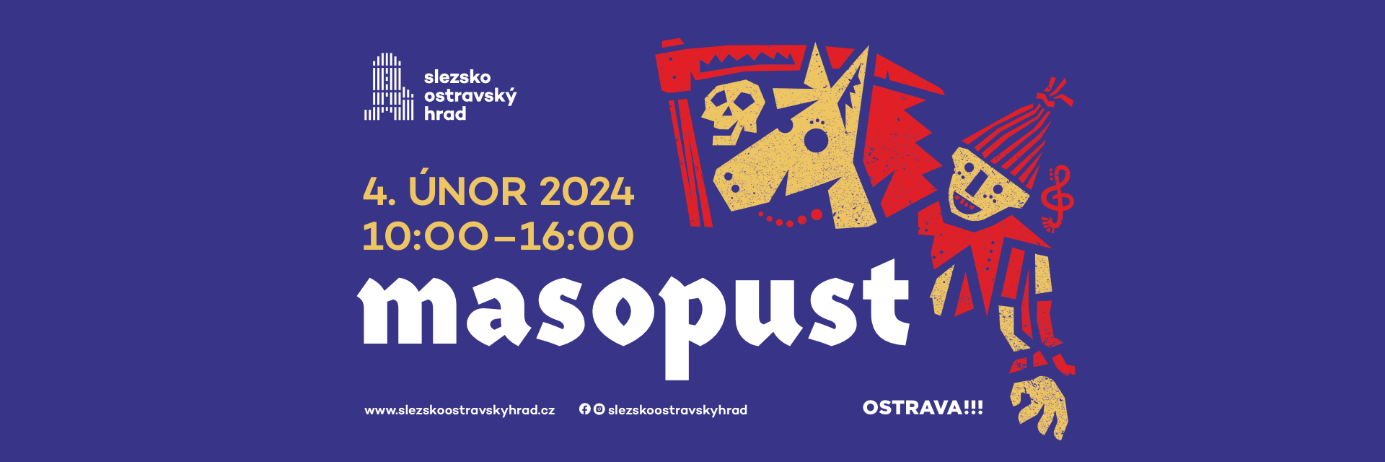 slezsko
ostravský
hrad
4. ÚNOR 2024
10:00–16:00
masopust
www.slezskoostravskyhrad.cz
slezskoostravskyhrad
OSTRAVA!!!